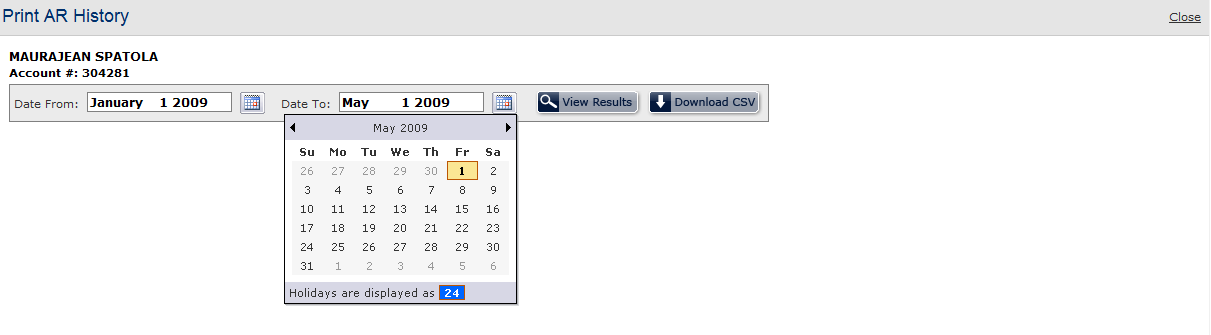 Print AR History
Close
MAURAJEAN SPATOLA
Account #: 304281
Date From: January 1 2009 Date To: May 1 2009 View Results Download CSV
May 2009
Su Mo Tu We Th Fr Sa
26 27 28 29 30 1 2
3 4 5 6 7 8 9
10 11 12 13 14 15 16
17 18 19 20 21 22 23
24 25 26 27 28 29 30
31 1 2 3 4 5 6
Holidays are displayed as 24